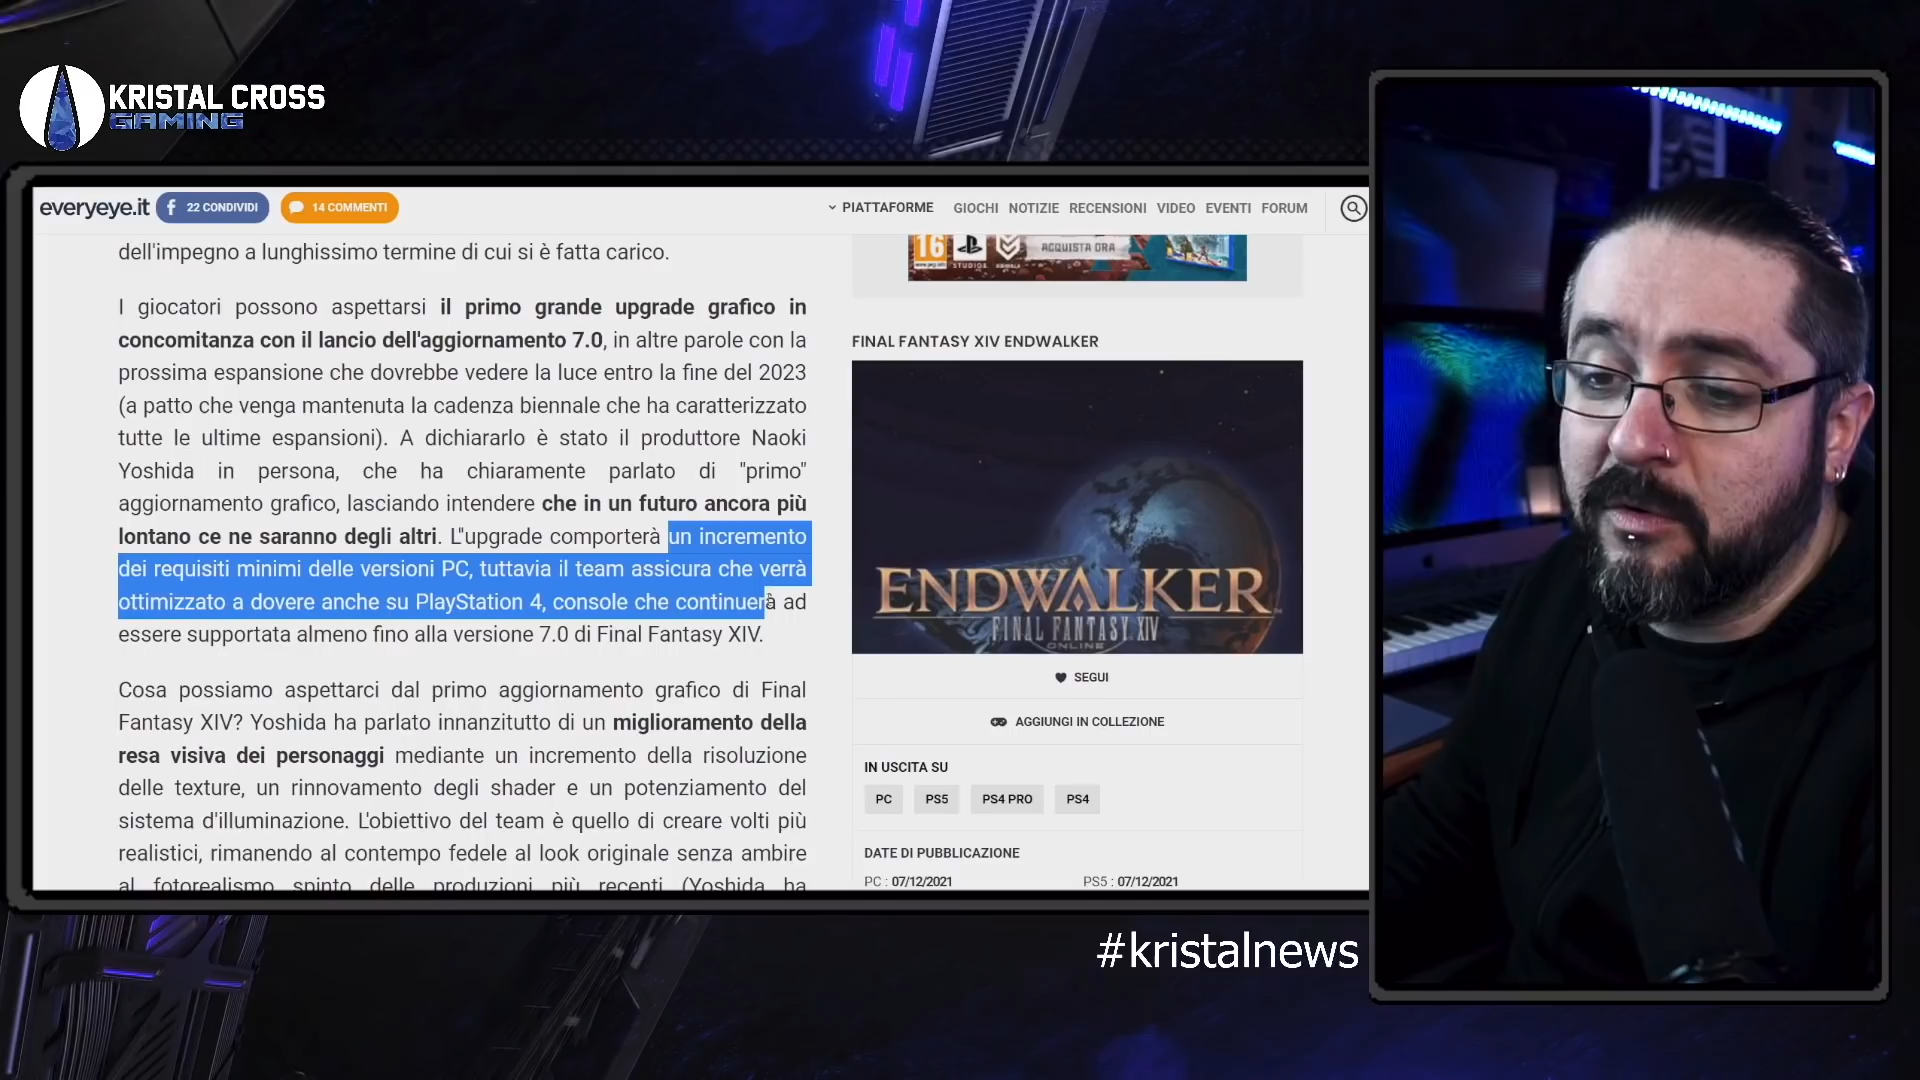 KRISTAL CROSS
GAMING
everyeye.it
22 CONDIVIDI
14 COMMENTI
PIATTAFORME
GIOCHI
NOTIZIE
RECENSIONI
VIDEO
EVENTI
FORUM
dell'impegno a lunghissimo termine di cui si è fatta carico.
I giocatori possono aspettarsi il primo grande upgrade grafico in
concomitanza con il lancio dell'aggiornamento 7.0, in altre parole con la
prossima espansione che dovrebbe vedere la luce entro la fine del 2023
(a patto che venga mantenuta la cadenza biennale che ha caratterizzato
tutte le ultime espansioni). A dichiararlo è stato il produttore Naoki
Yoshida in persona, che ha chiaramente parlato di "primo"
aggiornamento grafico, lasciando intendere che in un futuro ancora più
lontano ce ne saranno degli altri. L"upgrade comporterà un incremento
dei requisiti minimi delle versioni PC, tuttavia il team assicura che verrà
ottimizzato a dovere anche su PlayStation 4, console che continuerà ad
essere supportata almeno fino alla versione 7.0 di Final Fantasy XIV.
Cosa possiamo aspettarci dal primo aggiornamento grafico di Final
Fantasy XIV? Yoshida ha parlato innanzitutto di un miglioramento della
resa visiva dei personaggi mediante un incremento della risoluzione
delle texture, un rinnovamento degli shader e un potenziamento del
sistema d'illuminazione. L'obiettivo del team è quello di creare volti più
realistici, rimanendo al contempo fedele al look originale senza ambire
al fotorealismo spinto delle produzioni più recenti (Yoshida ha
16
STUDIOS
ACQUISTA ORA
FINAL FANTASY XIV ENDWALKER
ENDWALKER
FINAL FANTASY XIV
ONLINE
SEGUI
AGGIUNGI IN COLLEZIONE
IN USCITA SU
PC
PS5
PS4 PRO
PS4
DATE DI PUBBLICAZIONE
PC : 07/12/2021
PS5 : 07/12/2021
#kristalnews